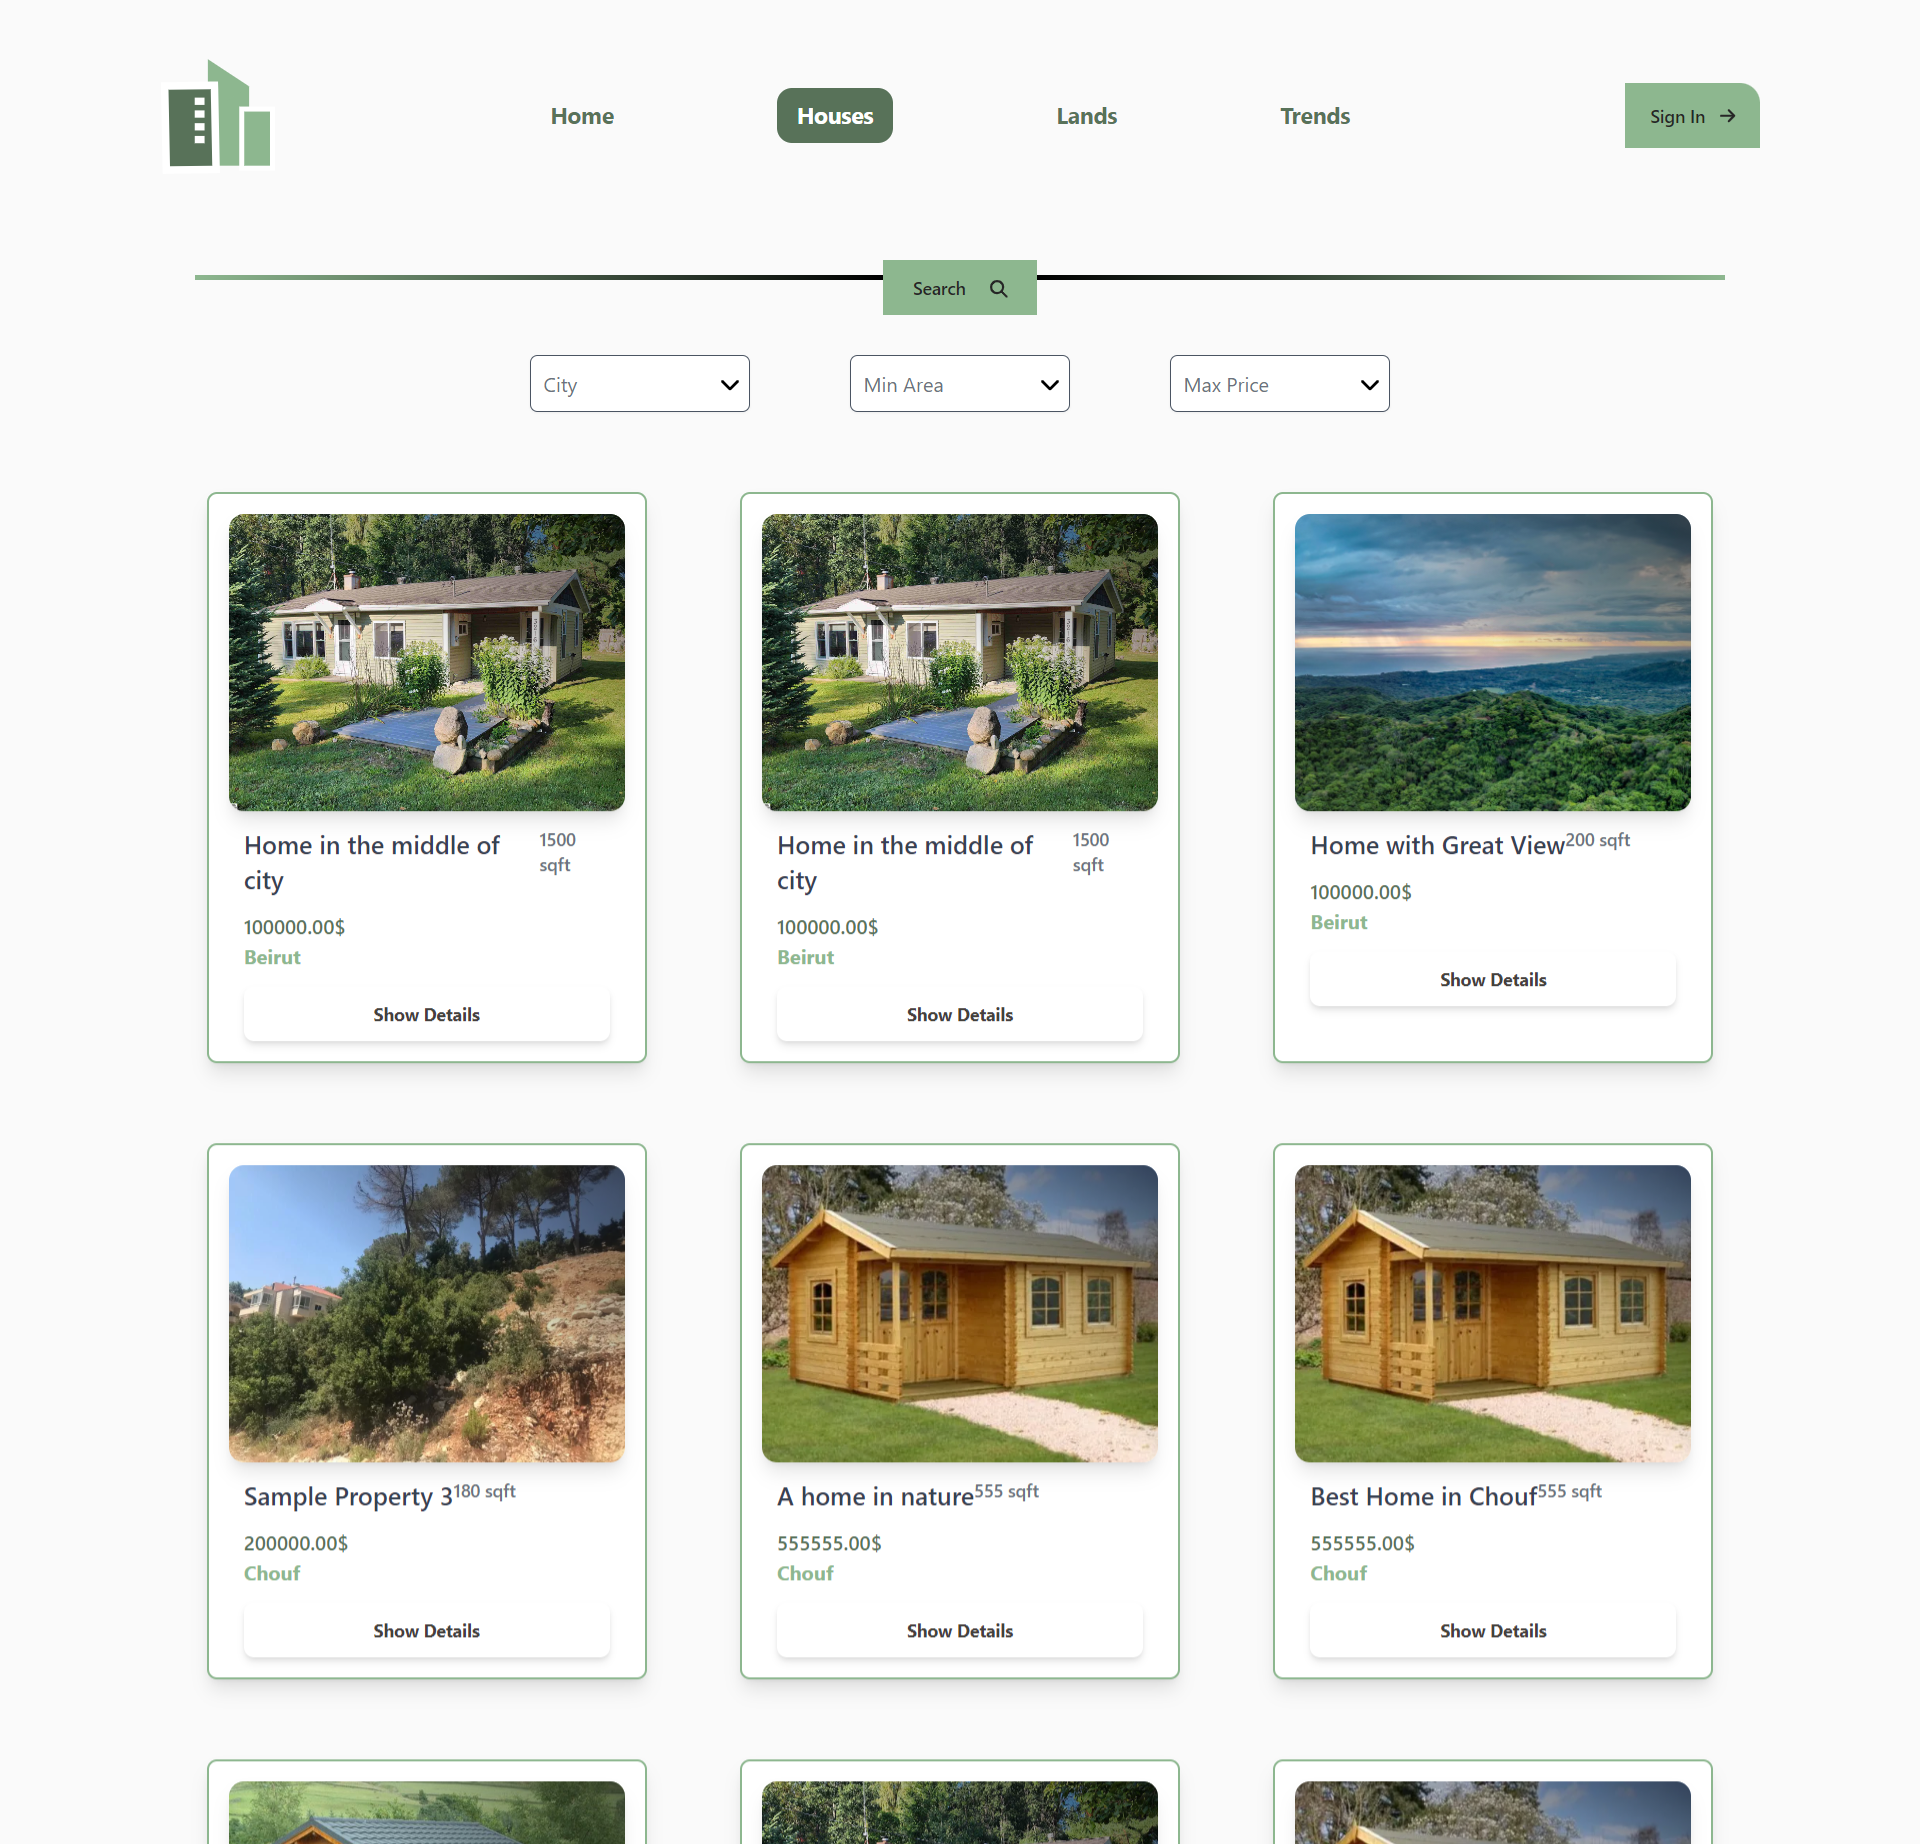 Home
Houses
Lands
Trends
Sign In
Search
City
Min Area
Max Price
Home in the middle of
city
1500
sqft
100000.00$
Beirut
Show Details
Home in the middle of
city
1500
sqft
100000.00$
Beirut
Show Details
Home with Great View 200 sqft
100000.00$
Beirut
Show Details
Sample Property 3 180 sqft
200000.00$
Chouf
Show Details
A home in nature 555 sqft
555555.00$
Chouf
Show Details
Best Home in Chouf 555 sqft
555555.00$
Chouf
Show Details